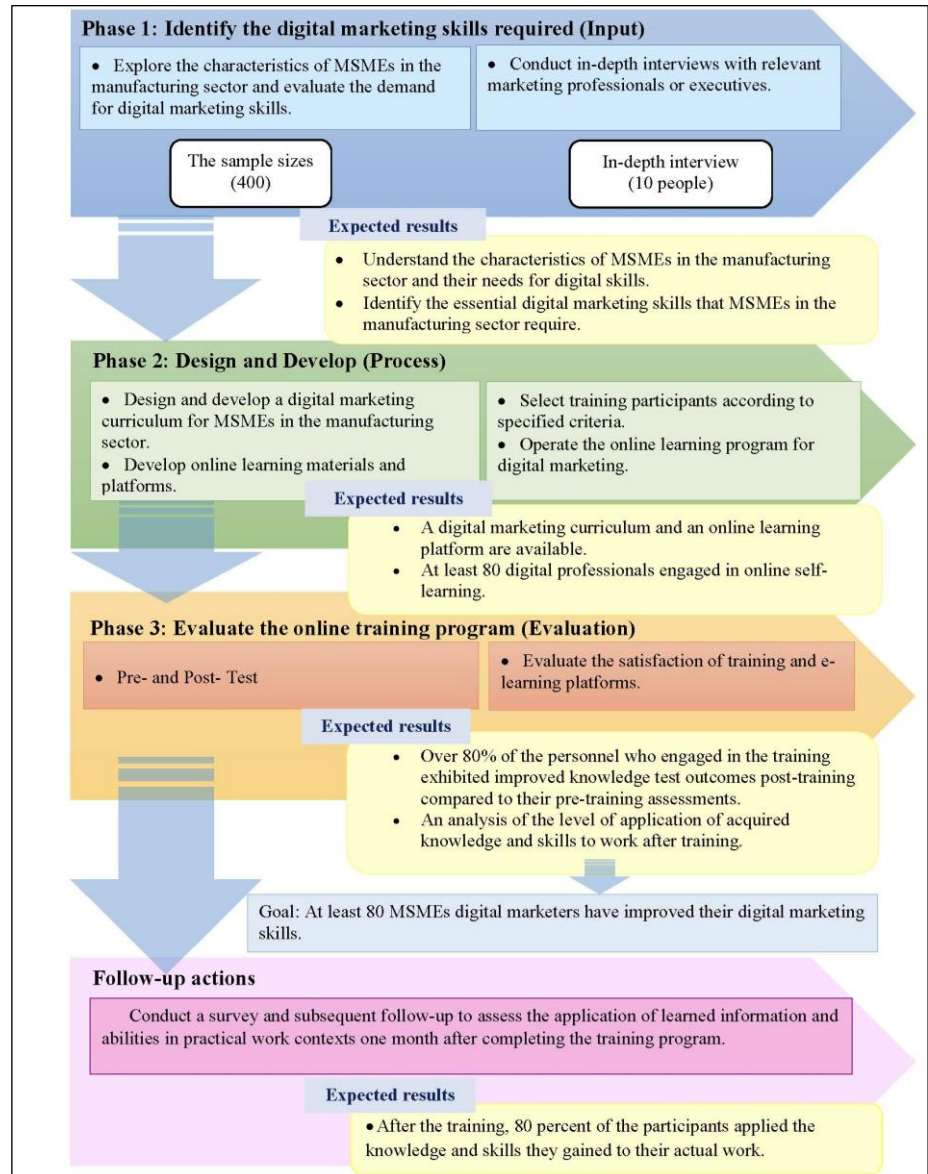 Phase 1: Identify the digital marketing skills required (Input)
• Explore the characteristics of MSMEs in the
manufacturing sector and evaluate the demand
for digital marketing skills.
• Conduct in-depth interviews with relevant
marketing professionals or executives.
The sample sizes
(400)
In-depth interview
(10 people)
Expected results
• Understand the characteristics of MSMEs in the manufacturing
sector and their needs for digital skills.
• Identify the essential digital marketing skills that MSMEs in the
manufacturing sector require.
Phase 2: Design and Develop (Process)
• Design and develop a digital marketing
curriculum for MSMEs in the manufacturing
sector.
• Develop online learning materials and
platforms.
• Select training participants according to
specified criteria.
• Operate the online learning program for
digital marketing.
Expected results
• A digital marketing curriculum and an online learning
platform are available.
• At least 80 digital professionals engaged in online self-
learning.
Phase 3: Evaluate the online training program (Evaluation)
• Pre- and Post- Test
• Evaluate the satisfaction of training and e-
learning platforms.
Expected results
• Over 80% of the personnel who engaged in the training
exhibited improved knowledge test outcomes post-training
compared to their pre-training assessments.
• An analysis of the level of application of acquired
knowledge and skills to work after training.
Goal: At least 80 MSMEs digital marketers have improved their digital marketing
skills.
Follow-up actions
Conduct a survey and subsequent follow-up to assess the application of learned information and
abilities in practical work contexts one month after completing the training program.
Expected results
• After the training, 80 percent of the participants applied the
knowledge and skills they gained to their actual work.